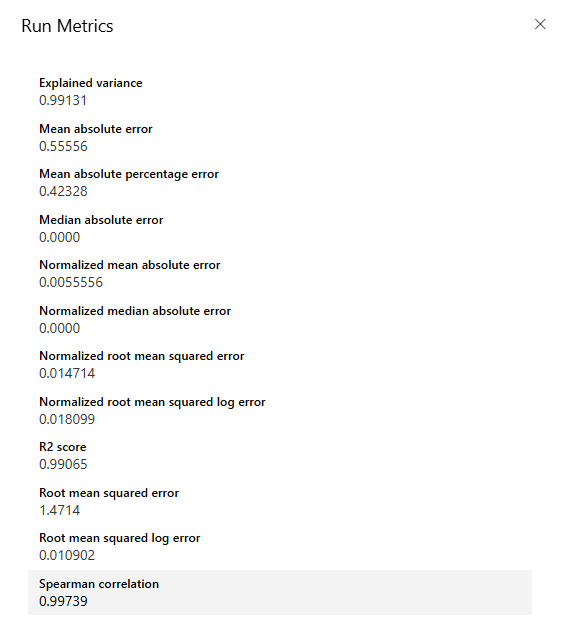 Run Metrics
Explained variance
0.99131
Mean absolute error
0.55556
Mean absolute percentage error
0.42328
Median absolute error
0.0000
Normalized mean absolute error
0.0055556
Normalized median absolute error
0.0000
Normalized root mean squared error
0.014714
Normalized root mean squared log error
0.018099
R2 score
0.99065
Root mean squared error
1.4714
Root mean squared log error
0.010902
Spearman correlation
0.99739